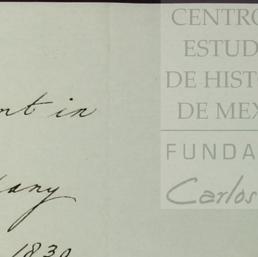 CENTRO
ESTUD
DE HIST
DE MEX
FUNDA
Carlos
nt in
any
1830